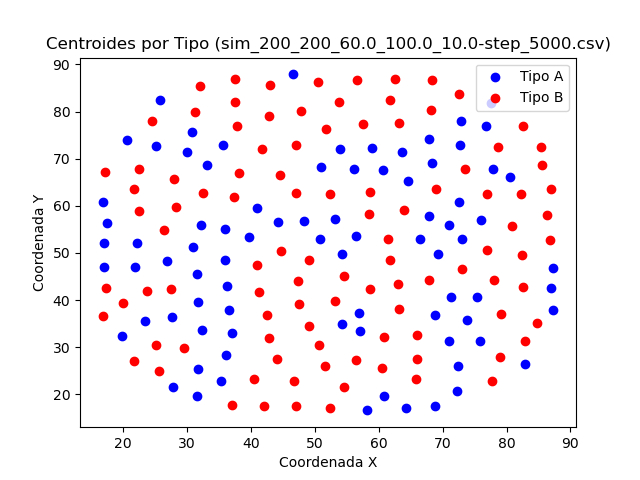 Centroides por Tipo (sim_200_200_60.0_100.0_10.0-step_5000.csv)
Tipo A
Tipo B
90
80
70
60
50
40
30
20
Coordenada Y
20 30 40 50 60 70 80 90
Coordenada X